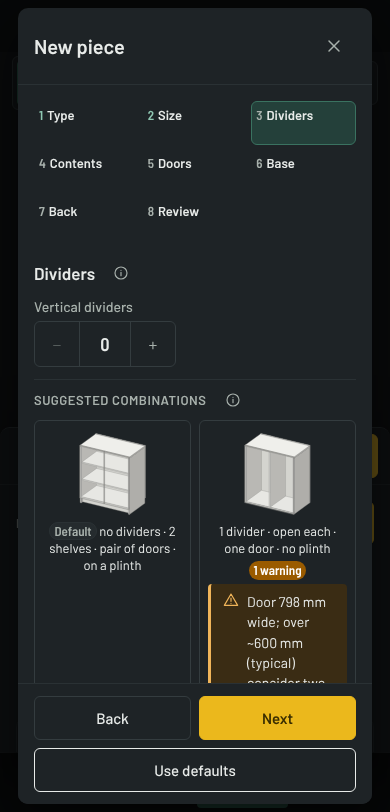 New piece
1 Type
2 Size
3 Dividers
4 Contents
5 Doors
6 Base
7 Back
8 Review
Dividers
Vertical dividers
− 0 +
SUGGESTED COMBINATIONS
Default no dividers · 2
shelves · pair of doors ·
on a plinth
1 divider · open each ·
one door · no plinth
1 warning
Door 798 mm
wide; over
~600 mm
(typical)
consider two
Back
Next
Use defaults